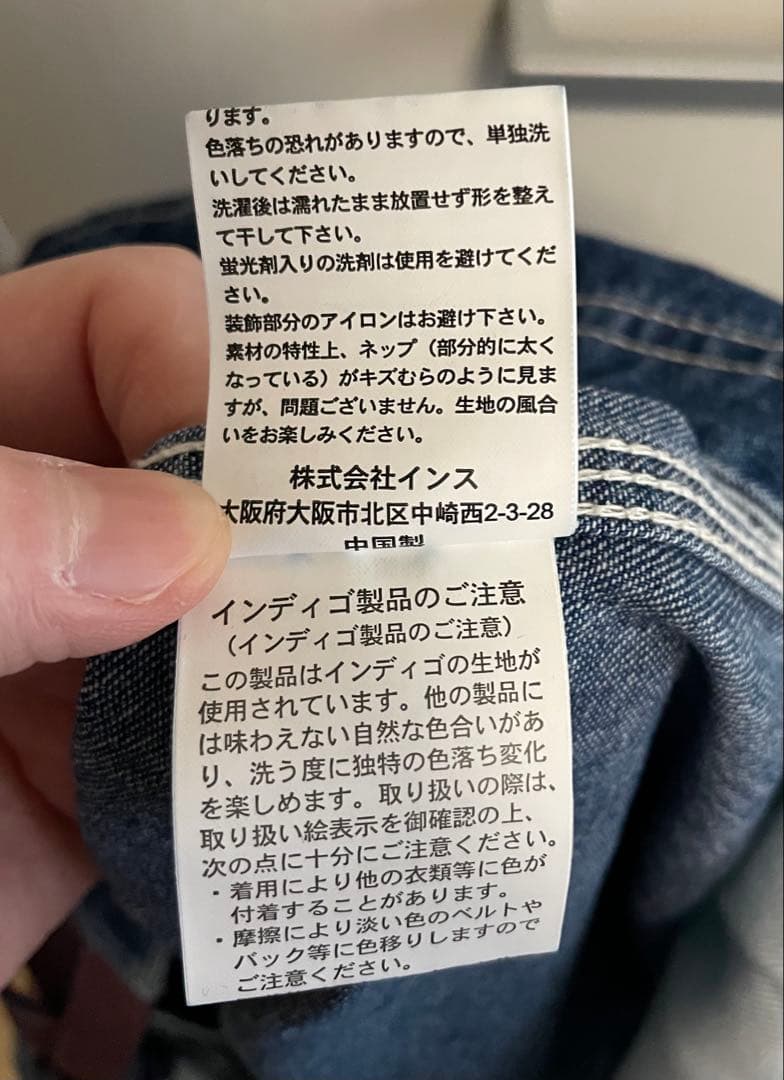 ります。
色落ちの恐れがありますので、単独洗
いしてください。
洗濯後は濡れたまま放置せず形を整え
て干して下さい。
蛍光剤入りの洗剤は使用を避けてくだ
さい。
装飾部分のアイロンはお避け下さい。
素材の特性上、ネップ（部分的に太く
なっている）がキズむらのように見ま
すが、問題ございません。生地の風合
いをお楽しみください。
株式会社インス
大阪府大阪市北区中崎西2-3-28
中国製
インディゴ製品のご注意
（インディゴ製品のご注意）
この製品はインディゴの生地が
使用されています。他の製品に
は味わえない自然な色合いがあ
り、洗う度に独特の色落ち変化
を楽しめます。取り扱いの際は、
取り扱い絵表示を御確認の上、
次の点に十分にご注意ください。
・着用により他の衣類等に色が
付着することがあります。
・摩擦により淡い色のベルトや
バック等に色移りしますので
ご注意ください。